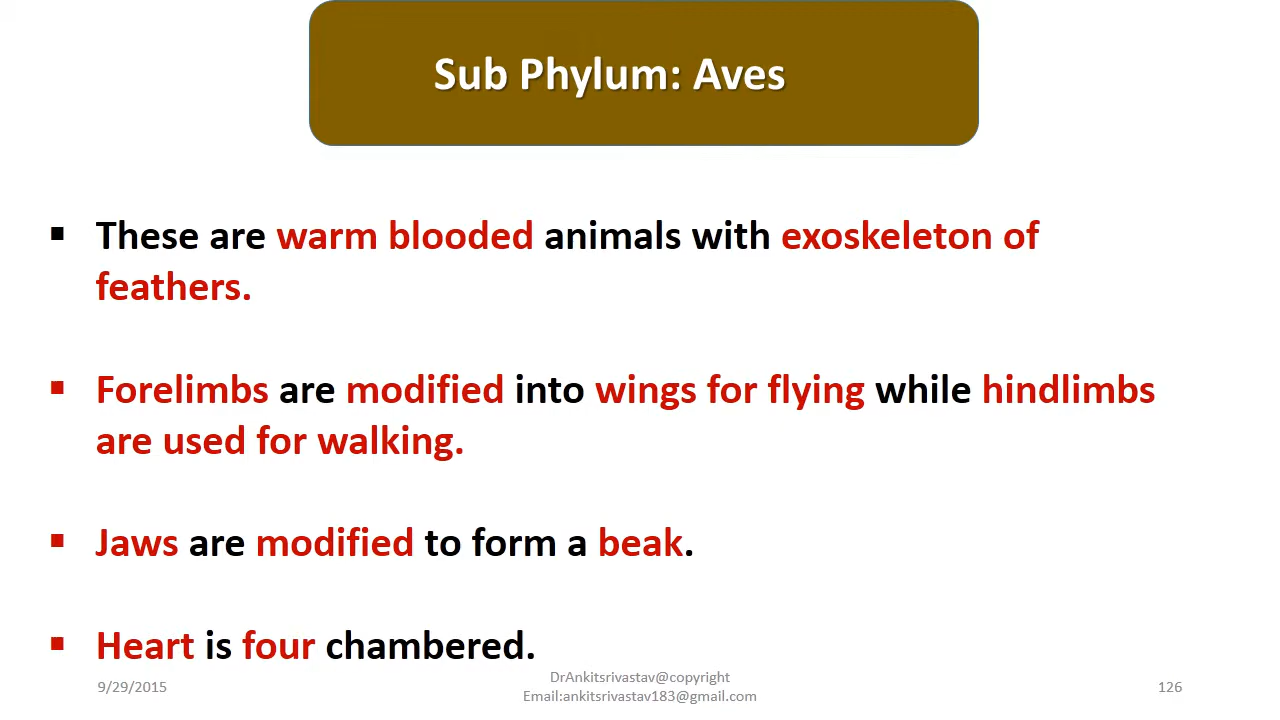 Sub Phylum: Aves
▪ These are warm blooded animals with exoskeleton of
feathers.
▪ Forelimbs are modified into wings for flying while hindlimbs
are used for walking.
▪ Jaws are modified to form a beak.
▪ Heart is four chambered.
9/29/2015
DrAnkitsrivastav@copyright
Email:ankitsrivastav183@gmail.com
126